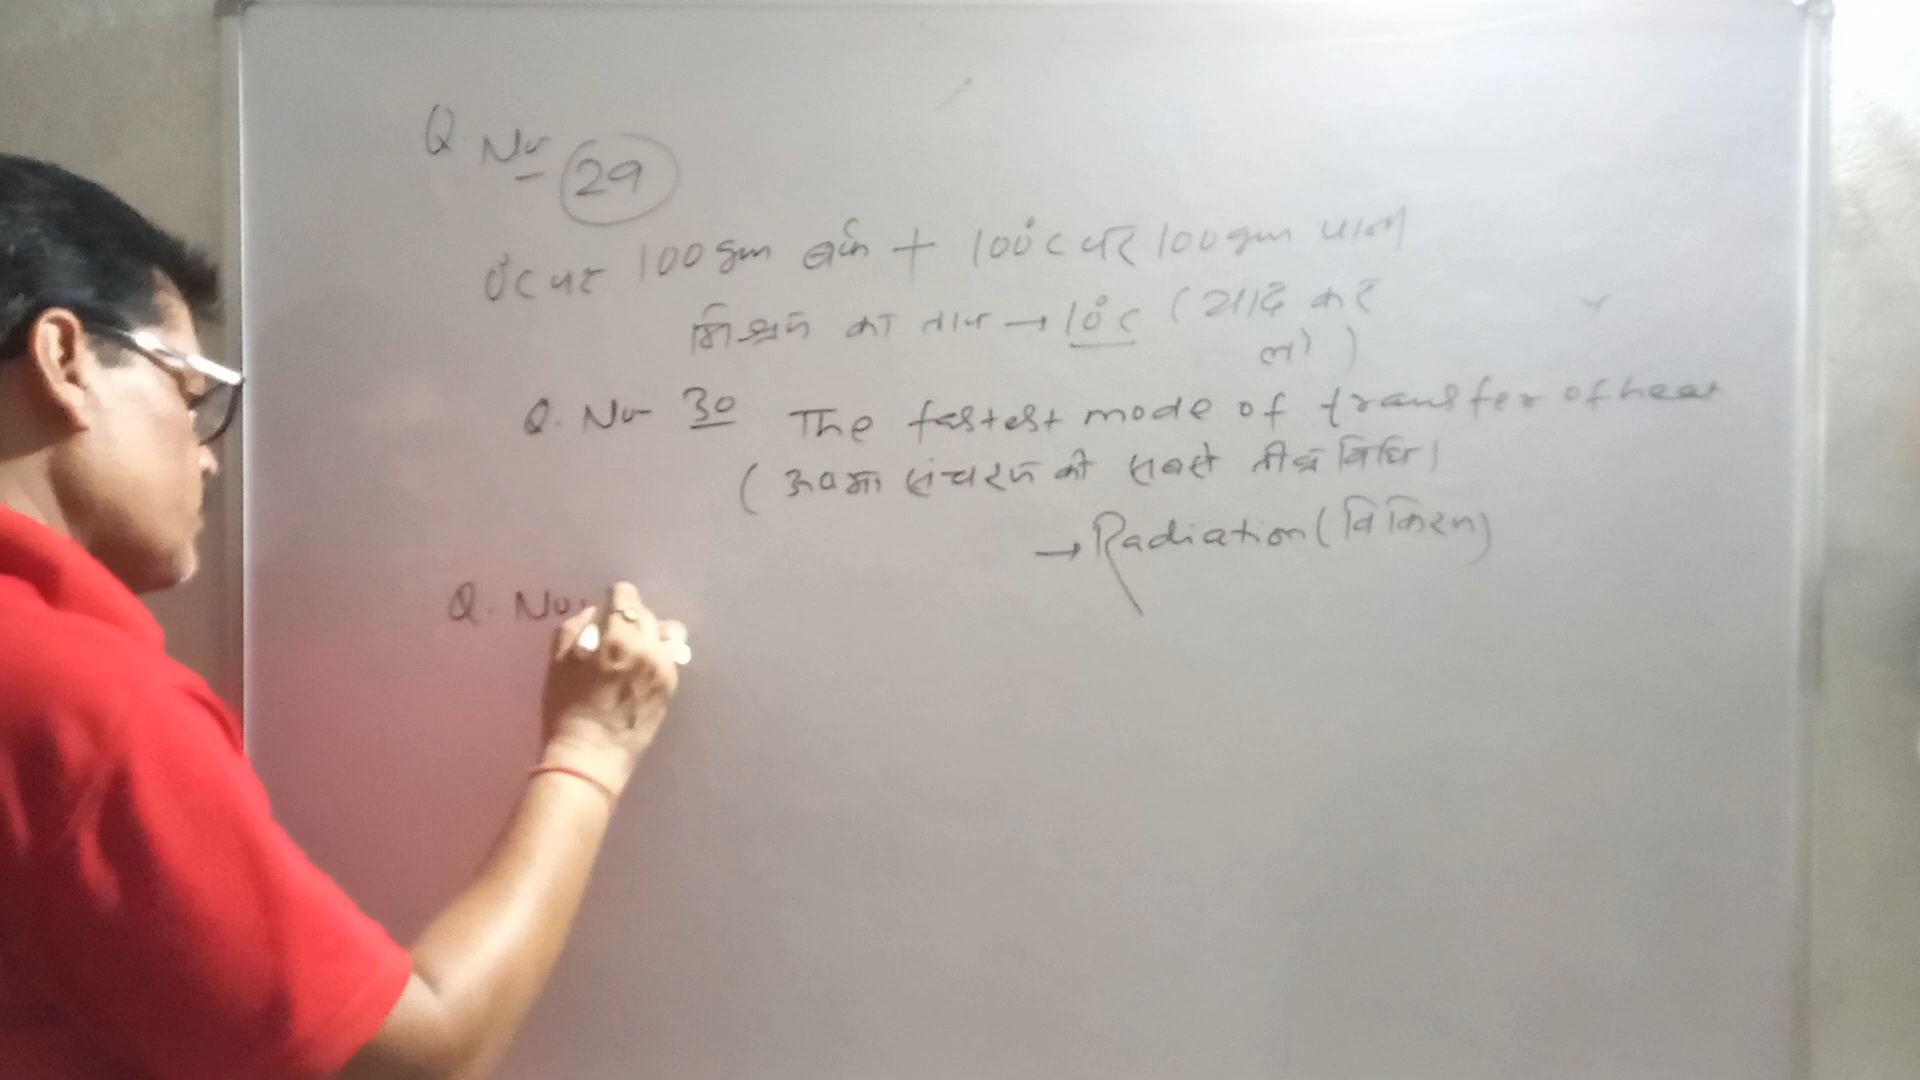 Q. No 29
0°C पर 100 gm बर्फ + 100°C पर 100 gm पानी
मिश्रण का ताप → 10°C (याद कर
लो)
Q. No 30 The fastest mode of transfer of heat
(ऊष्मा संचरण की सबसे तीव्र विधि।
→ Radiation (विकिरण)
Q. No.